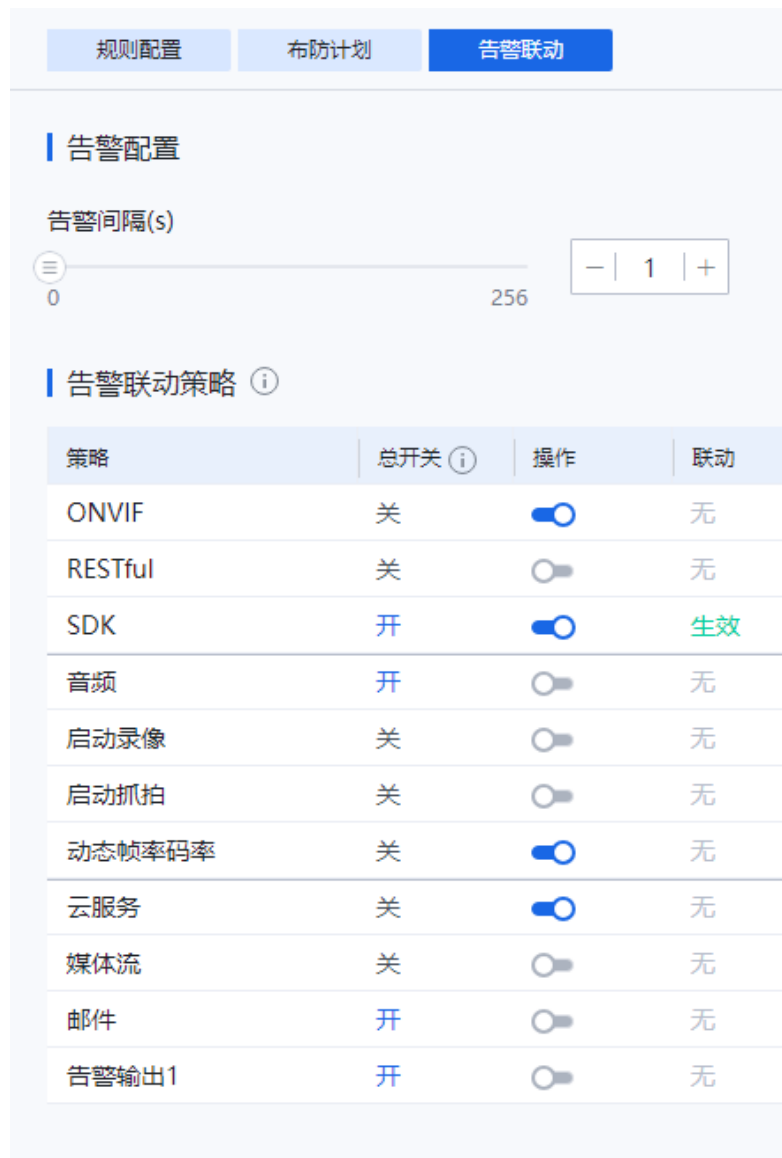 规则配置 布防计划 告警联动
告警配置
告警间隔(s)
1
0 256
告警联动策略
策略 总开关 操作 联动
ONVIF 关 无
RESTful 关 无
SDK 开 生效
音频 开 无
启动录像 关 无
启动抓拍 关 无
动态帧率码率 关 无
云服务 关 无
媒体流 关 无
邮件 开 无
告警输出1 开 无